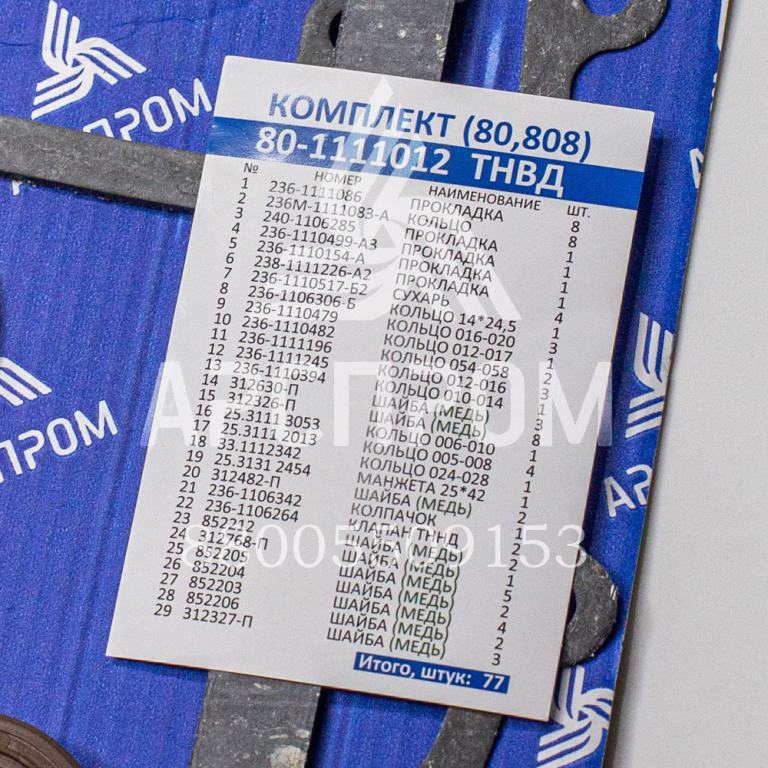 АРСПРОМ
КОМПЛЕКТ (80,808)
80-1111012 ТНВД
№ НОМЕР НАИМЕНОВАНИЕ ШТ.
1 236-1111086 ПРОКЛАДКА 8
2 236М-1111083-А КОЛЬЦО 8
3 240-1106285 ПРОКЛАДКА 1
4 236-1110499-А3 ПРОКЛАДКА 1
5 236-1110154-А ПРОКЛАДКА 1
6 238-1111226-А2 ПРОКЛАДКА 1
7 236-1110517-Б2 СУХАРЬ 4
8 236-1106306-Б КОЛЬЦО 14*24,5 1
9 236-1110479 КОЛЬЦО 016-020 3
10 236-1110482 КОЛЬЦО 012-017 1
11 236-1111196 КОЛЬЦО 054-058 2
12 236-1111245 КОЛЬЦО 012-016 3
13 236-1110394 КОЛЬЦО 010-014 1
14 312630-П ШАЙБА (МЕДЬ) 3
15 312326-П ШАЙБА (МЕДЬ) 8
16 25.3111 3053 КОЛЬЦО 006-010 1
17 25.3111 2013 КОЛЬЦО 005-008 4
18 33.1112342 КОЛЬЦО 024-028 1
19 25.3131 2454 МАНЖЕТА 25*42 1
20 312482-П ШАЙБА (МЕДЬ) 2
21 236-1106342 КОЛПАЧОК 1
22 236-1106264 КЛАПАН ТНД 2
23 852212 ШАЙБА (МЕДЬ) 2
24 ШАЙБА (МЕДЬ) 1
25 852205 ШАЙБА (МЕДЬ) 5
26 852204 ШАЙБА (МЕДЬ) 2
27 852203 ШАЙБА (МЕДЬ) 4
28 852206 ШАЙБА (МЕДЬ) 2
29 312327-П ШАЙБА (МЕДЬ) 3
Итого, штук: 77
АРСПРОМ
88005509153
ПРОМ
АР